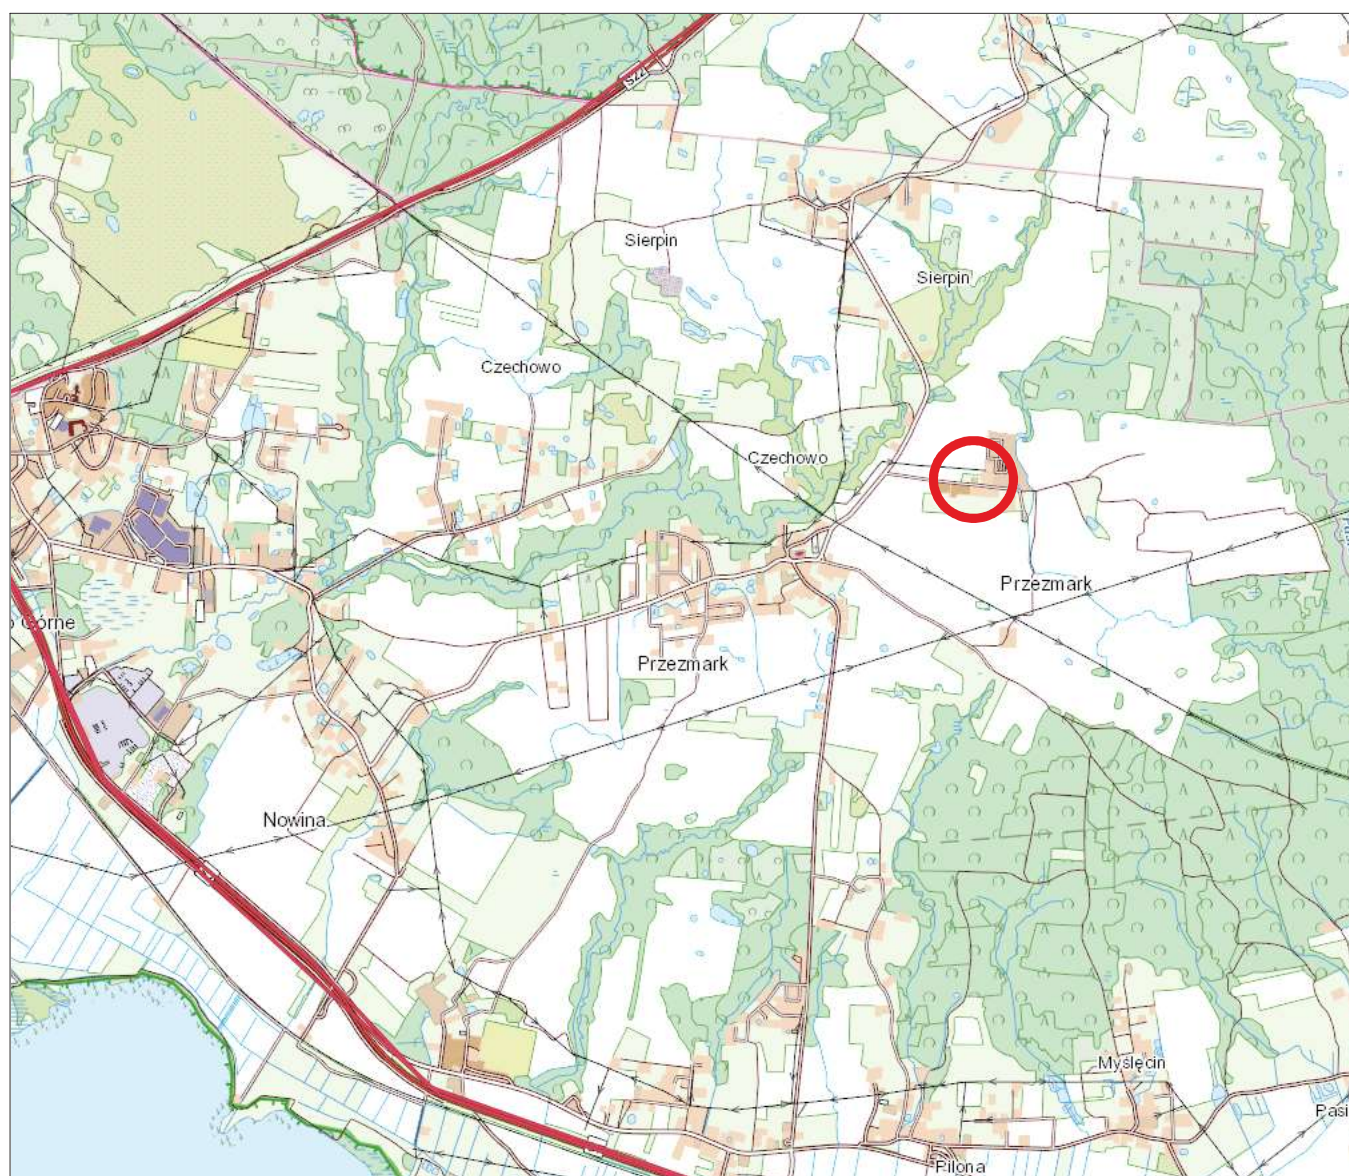 S22
Sierpin
Sierpin
Czechowo
Czechowo
Przezmark
Górne
Przezmark
Nowina
Myślęcin
Pasi
Pilona